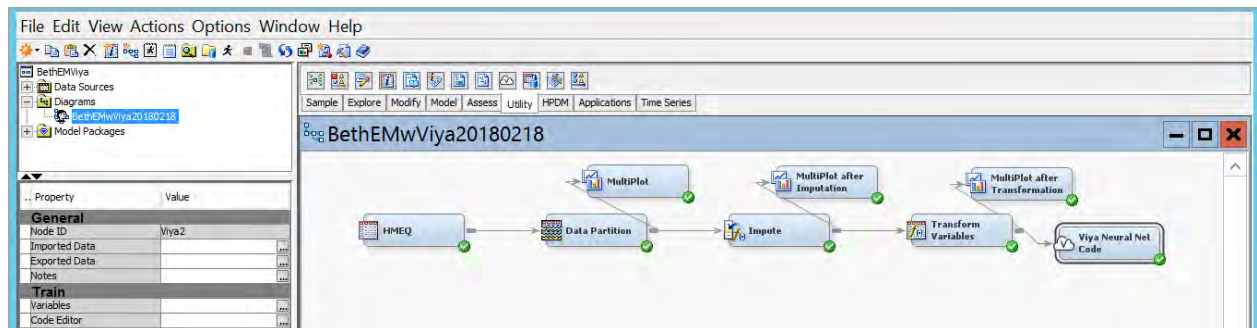 File Edit View Actions Options Window Help
BethEMViya
Data Sources
Diagrams
BethEMwViya20180218
Model Packages
.. Property Value
General
Node ID Viya2
Imported Data ...
Exported Data ...
Notes ...
Train
Variables ...
Code Editor ...
Sample Explore Modify Model Assess Utility HPDM Applications Time Series
BethEMwViya20180218
MultiPlot
MultiPlot after
Imputation
MultiPlot after
Transformation
HMEQ
Data Partition
Impute
Transform
Variables
Viya Neural Net
Code